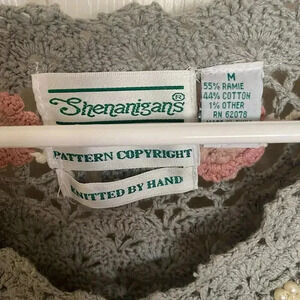 Shenanigans®
PATTERN COPYRIGHT
KNITTED BY HAND
M
55% RAMIE
44% COTTON
1% OTHER
RN 62078